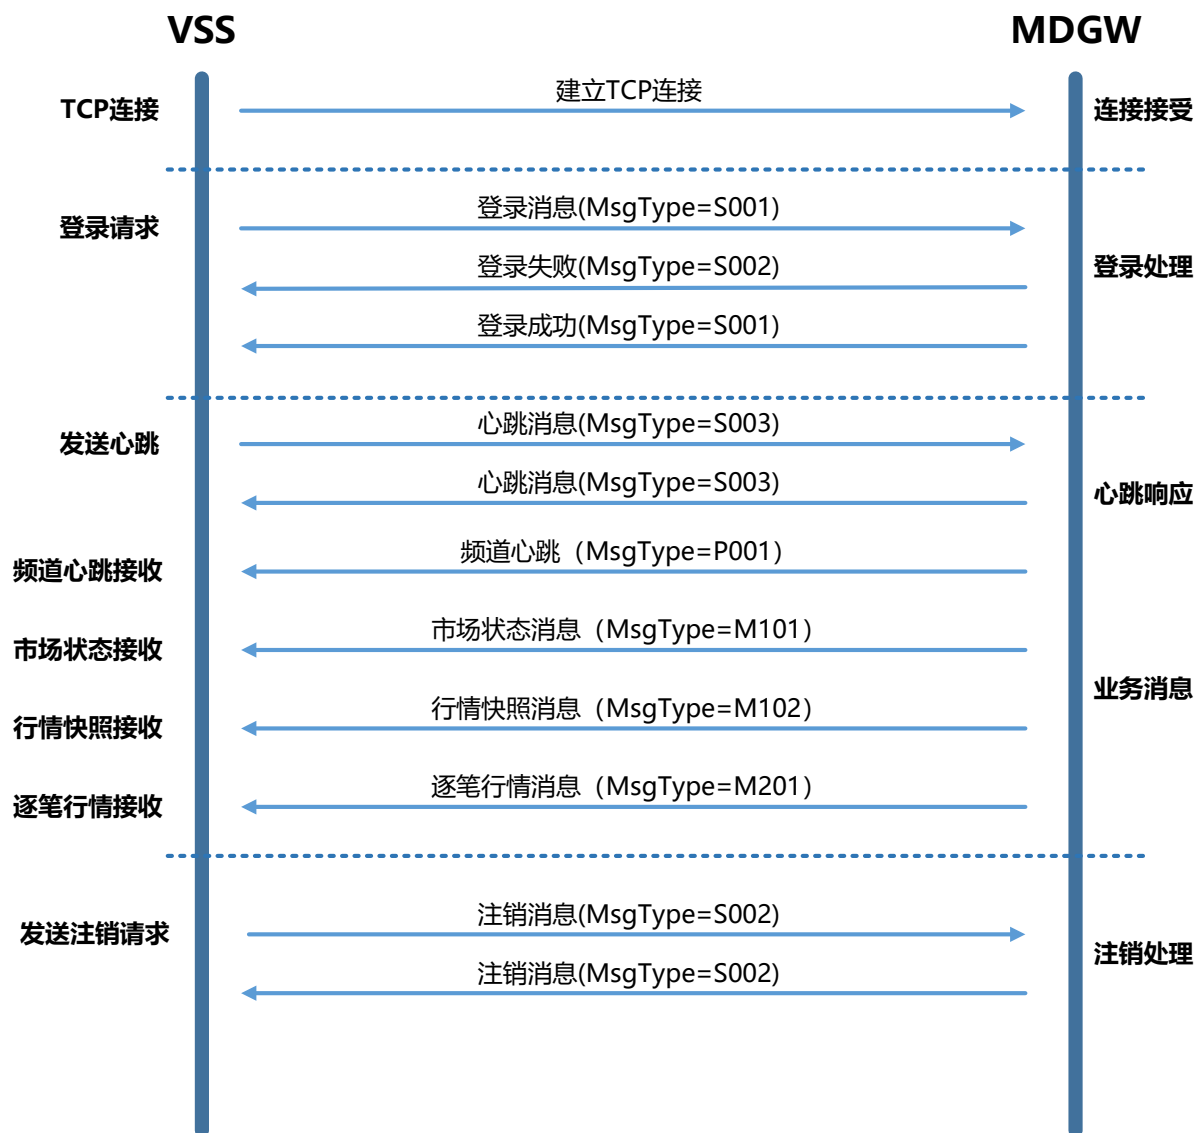 VSS
MDGW
建立TCP连接
TCP连接
连接接受
登录消息(MsgType=S001)
登录请求
登录失败(MsgType=S002)
登录处理
登录成功(MsgType=S001)
心跳消息(MsgType=S003)
发送心跳
心跳消息(MsgType=S003)
心跳响应
频道心跳（MsgType=P001）
频道心跳接收
市场状态消息（MsgType=M101）
市场状态接收
业务消息
行情快照消息（MsgType=M102）
行情快照接收
逐笔行情消息（MsgType=M201）
逐笔行情接收
注销消息(MsgType=S002)
发送注销请求
注销处理
注销消息(MsgType=S002)